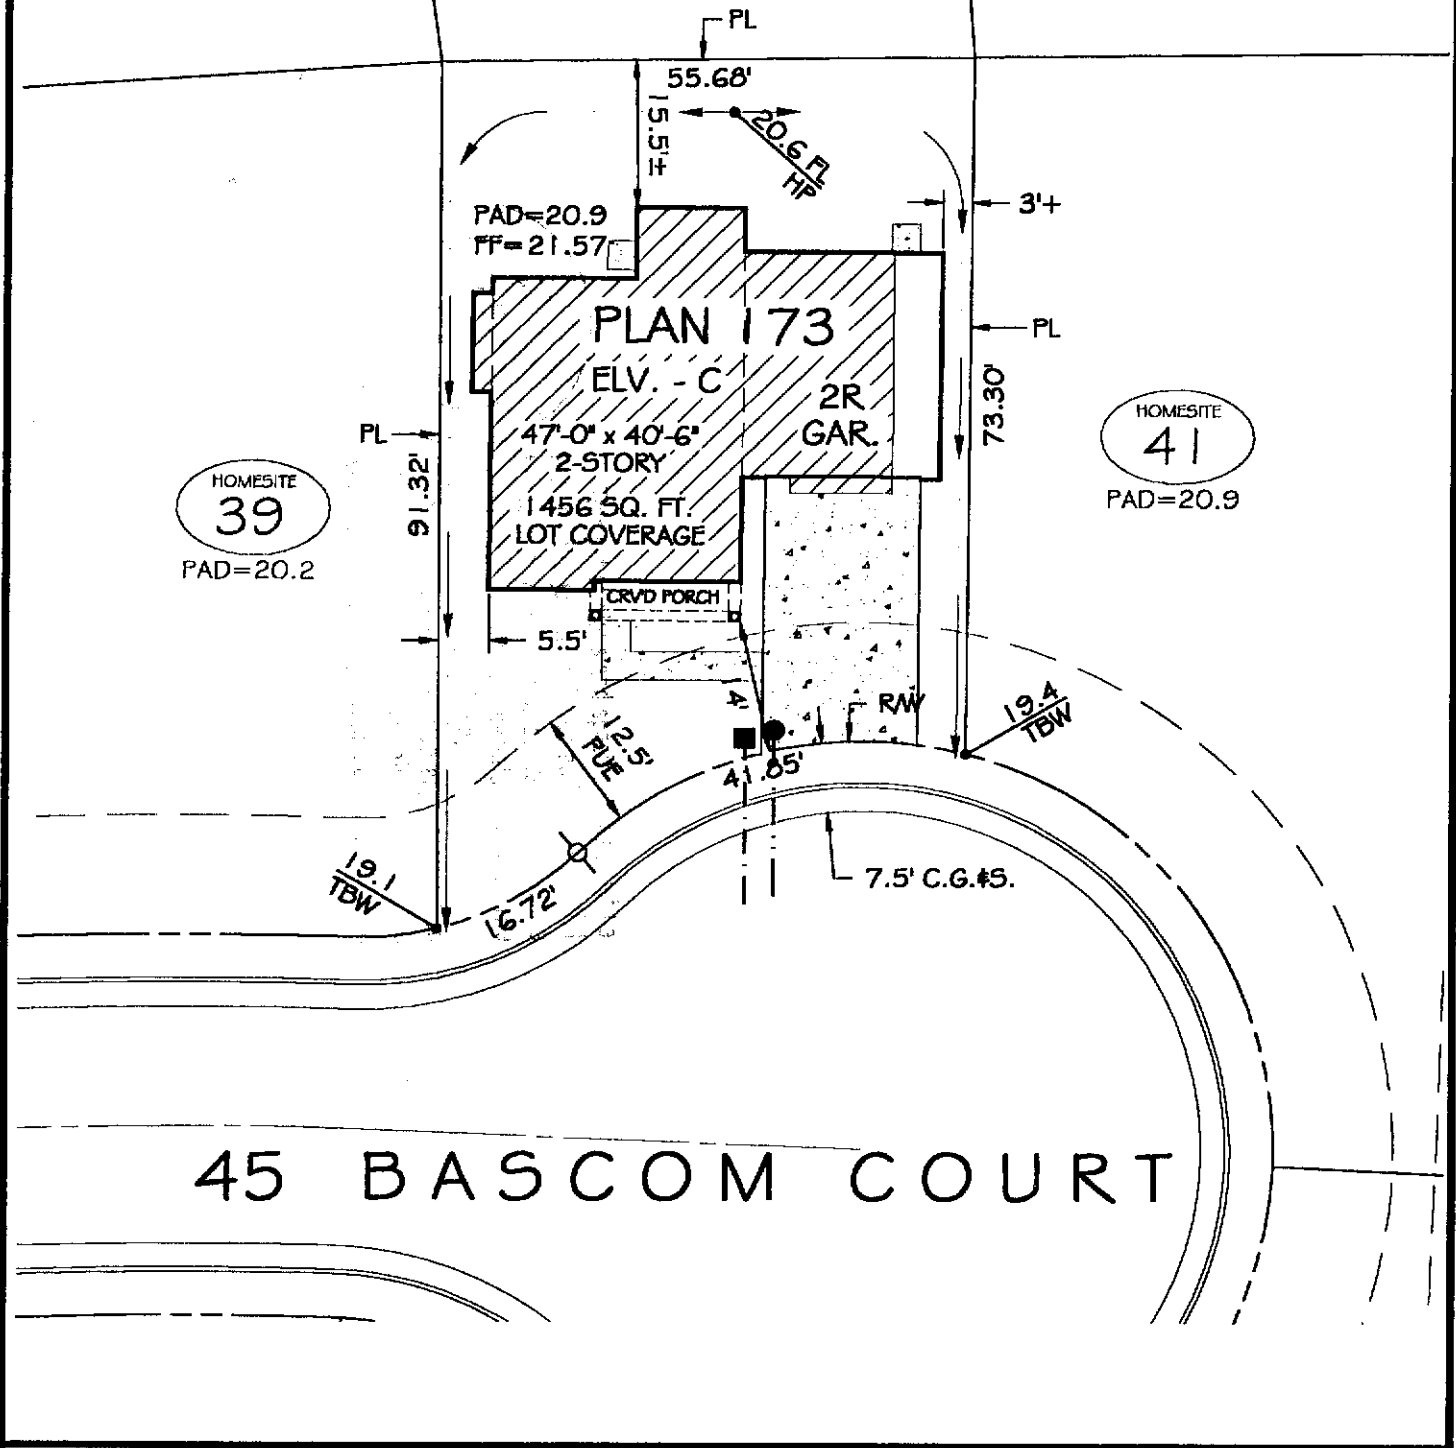 PL
55.68'
15.5'±
20.6 FL
HP
3'+
PAD=20.9
FF=21.57
PLAN 173
ELV. - C
2R
GAR.
47'-0" x 40'-6"
2-STORY
1456 SQ. FT.
LOT COVERAGE
PL
73.30'
PL
91.32'
HOMESITE
39
PAD=20.2
HOMESITE
41
PAD=20.9
CRV'D PORCH
5.5'
12.5'
PUE
R/W
19.4
TBW
41.85'
19.1
TBW
16.72'
7.5' C.G.&S.
45 BASCOM COURT